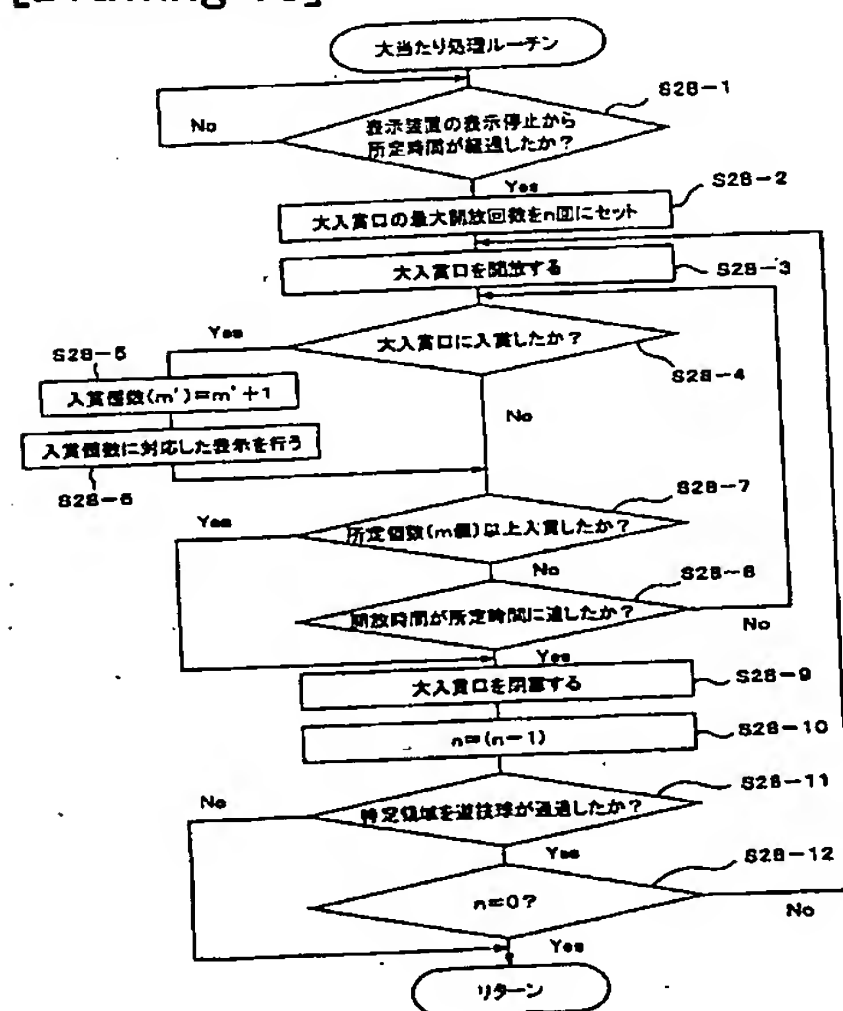 大当たり処理ルーチン
S28-1
No
表示装置の表示停止から
所定時間が経過したか?
Yes
S28-2
大入賞口の最大開放回数をn回にセット
大入賞口を開放する
S28-3
Yes
大入賞口に入賞したか?
S28-5
S28-4
入賞個数(m')=m'+1
No
入賞個数に対応した表示を行う
S28-6
S28-7
Yes
所定個数(m個)以上入賞したか?
No
S28-8
開放時間が所定時間に達したか?
No
Yes
大入賞口を閉塞する
S28-9
n=(n-1)
S28-10
S28-11
No
特定領域を遊技球が通過したか?
Yes
S28-12
n=0?
No
Yes
リターン